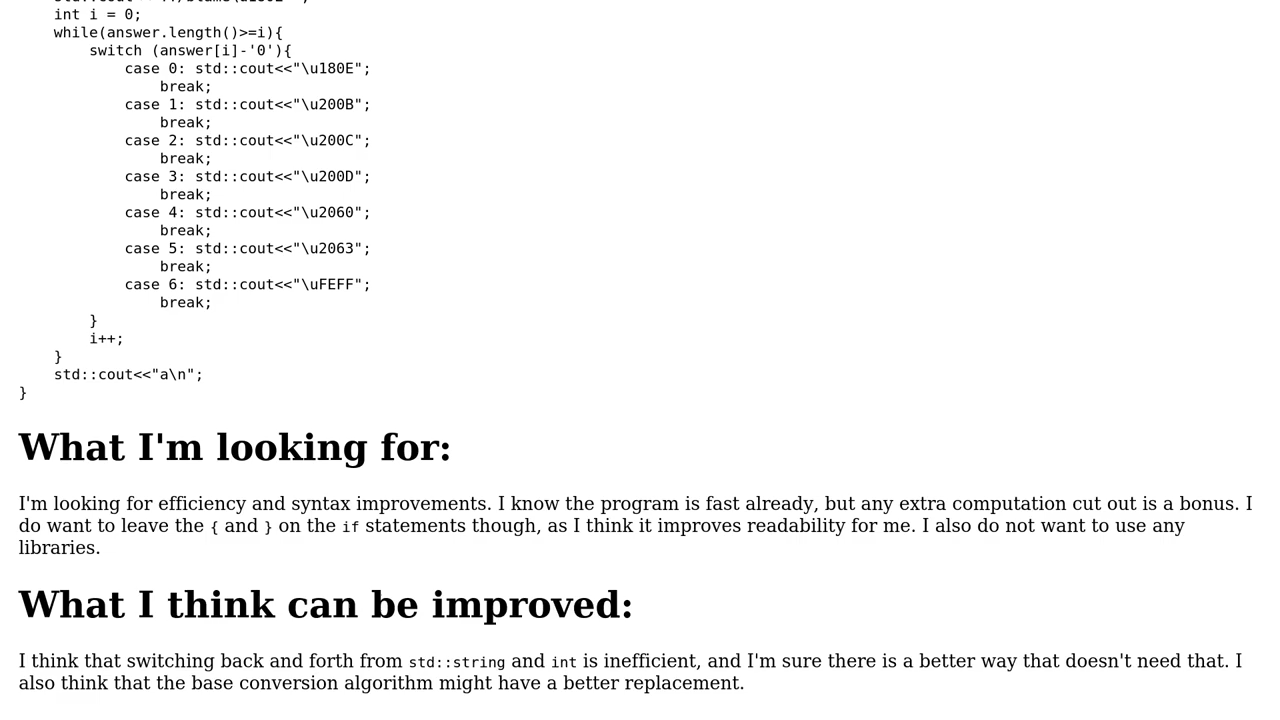 int i = 0;
while(answer.length()>=i){
switch (answer[i]-'0'){
case 0: std::cout<<"\u180E";
break;
case 1: std::cout<<"\u200B";
break;
case 2: std::cout<<"\u200C";
break;
case 3: std::cout<<"\u200D";
break;
case 4: std::cout<<"\u2060";
break;
case 5: std::cout<<"\u2063";
break;
case 6: std::cout<<"\uFEFF";
break;
}
i++;
}
std::cout<<"a\n";
}
What I'm looking for:
I'm looking for efficiency and syntax improvements. I know the program is fast already, but any extra computation cut out is a bonus. I
do want to leave the { and } on the if statements though, as I think it improves readability for me. I also do not want to use any
libraries.
What I think can be improved:
I think that switching back and forth from std::string and int is inefficient, and I'm sure there is a better way that doesn't need that. I
also think that the base conversion algorithm might have a better replacement.